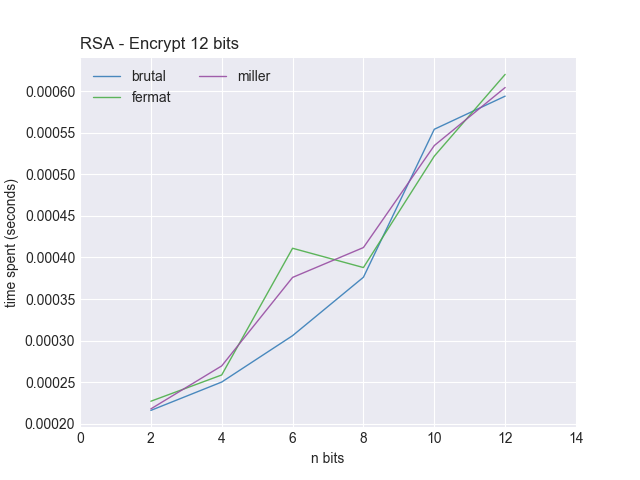 RSA - Encrypt 12 bits
brutal
miller
fermat
0.00060
0.00055
0.00050
0.00045
0.00040
0.00035
0.00030
0.00025
0.00020
time spent (seconds)
0 2 4 6 8 10 12 14
n bits